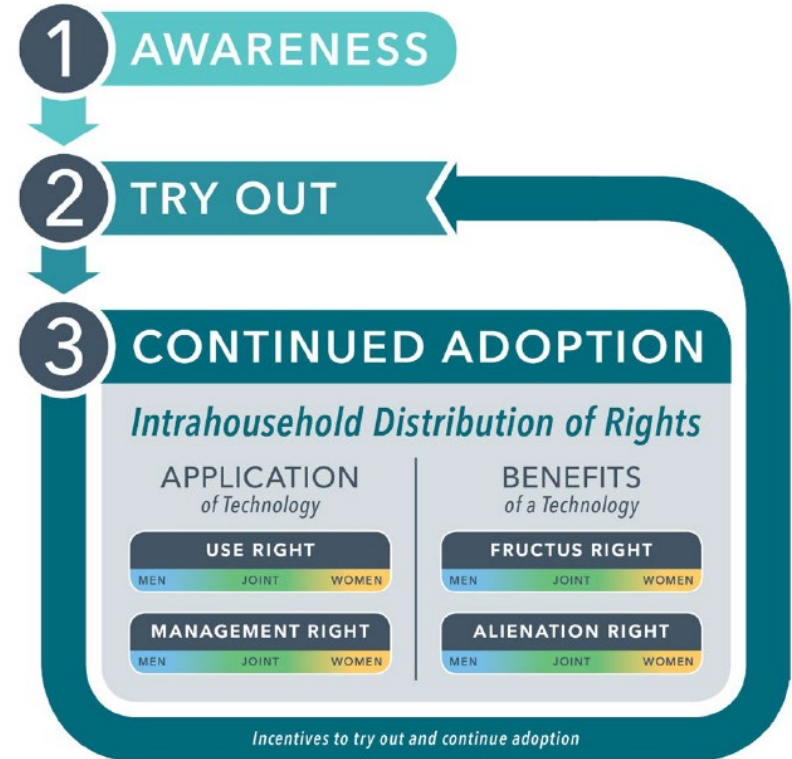 1 AWARENESS
2 TRY OUT
3 CONTINUED ADOPTION
Intrahousehold Distribution of Rights
APPLICATION
of Technology
USE RIGHT
MEN JOINT WOMEN
MANAGEMENT RIGHT
MEN JOINT WOMEN
BENEFITS
of a Technology
FRUCTUS RIGHT
MEN JOINT WOMEN
ALIENATION RIGHT
MEN JOINT WOMEN
Incentives to try out and continue adoption